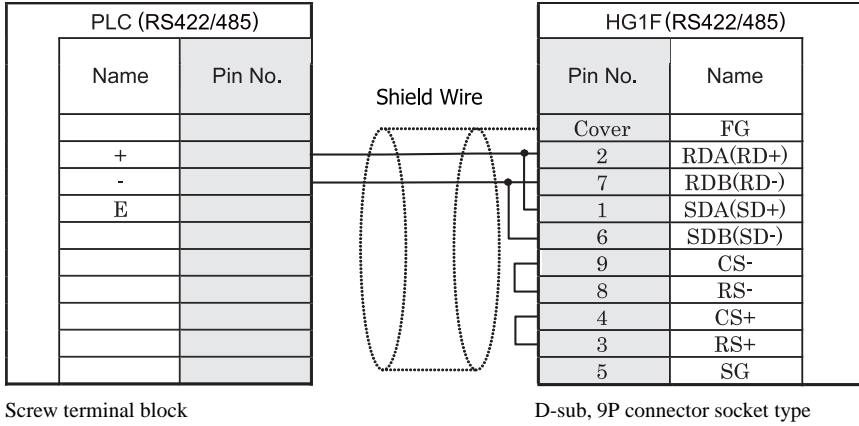 PLC (RS422/485) HG1F(RS422/485)
Name Pin No. Pin No. Name
Shield Wire
Cover FG
+ 2 RDA(RD+)
- 7 RDB(RD-)
E 1 SDA(SD+)
6 SDB(SD-)
9 CS-
8 RS-
4 CS+
3 RS+
5 SG
Screw terminal block D-sub, 9P connector socket type